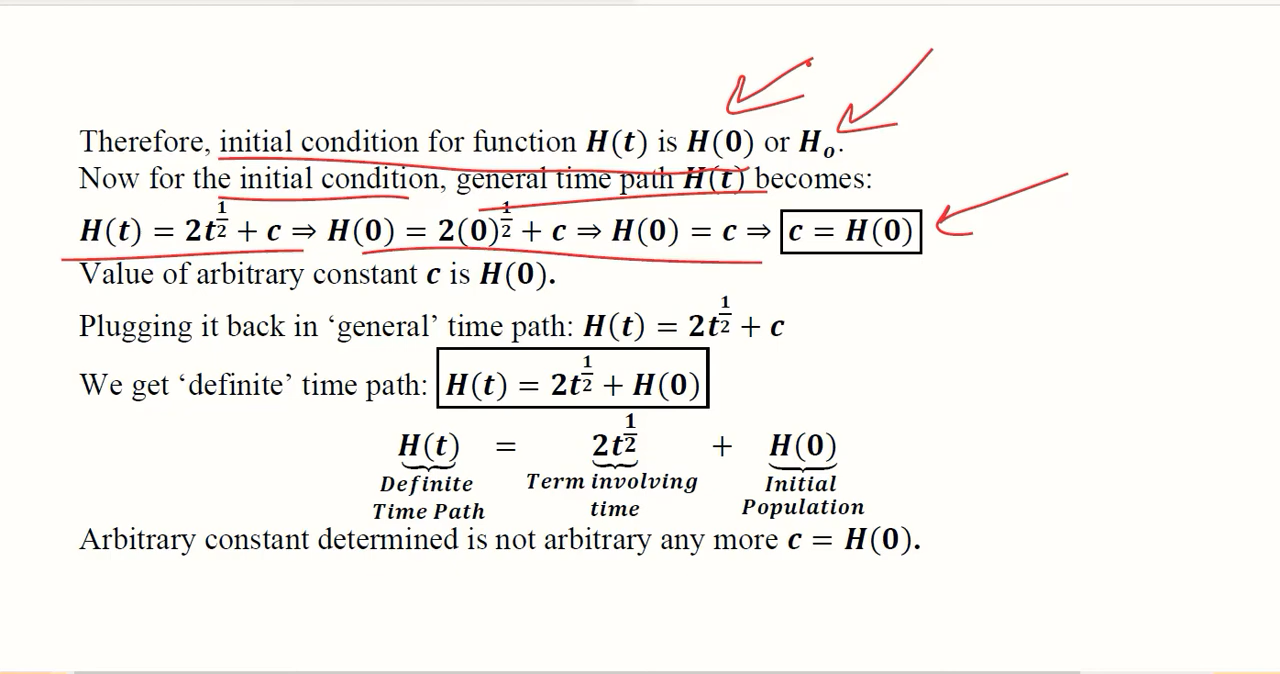 Therefore, initial condition for function H(t) is H(0) or Hₒ.
Now for the initial condition, general time path H(t) becomes:
H(t) = 2t^(1/2) + c ⇒ H(0) = 2(0)^(1/2) + c ⇒ H(0) = c ⇒ c = H(0)
Value of arbitrary constant c is H(0).
Plugging it back in ‘general’ time path: H(t) = 2t^(1/2) + c
We get ‘definite’ time path: H(t) = 2t^(1/2) + H(0)
H(t) = 2t^(1/2) + H(0)
Definite Term involving Initial
Time Path time Population
Arbitrary constant determined is not arbitrary any more c = H(0).